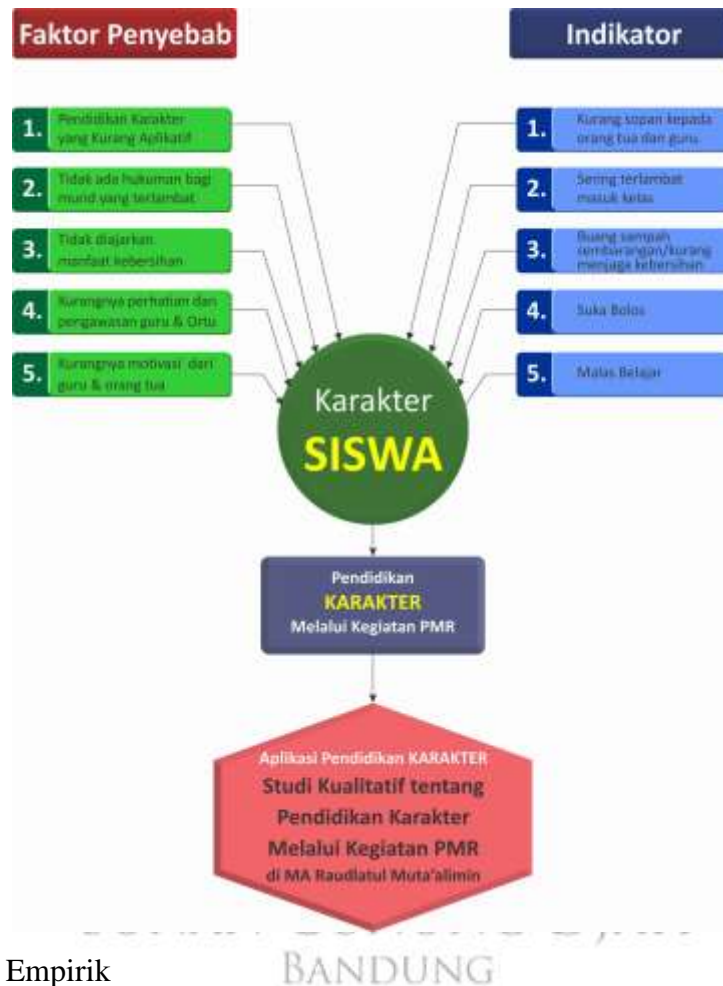 Faktor Penyebab
Indikator
1. Pendidikan Karakter
yang Kurang Aplikatif
2. Tidak ada hukuman bagi
murid yang terlambat
3. Tidak diajarkan
manfaat kebersihan
4. Kurangnya perhatian dan
pengawasan guru & Ortu
5. Kurangnya motivasi dari
guru & orang tua
1. Kurang sopan kepada
orang tua dan guru
2. Sering terlambat
masuk kelas
3. Buang sampah
sembarangan/kurang
menjaga kebersihan
4. Suka Bolos
5. Malas Belajar
Karakter
SISWA
Pendidikan
KARAKTER
Melalui Kegiatan PMR
Aplikasi Pendidikan KARAKTER
Studi Kualitatif tentang
Pendidikan Karakter
Melalui Kegiatan PMR
di MA Raudlatul Muta'alimin
Empirik
BANDUNG